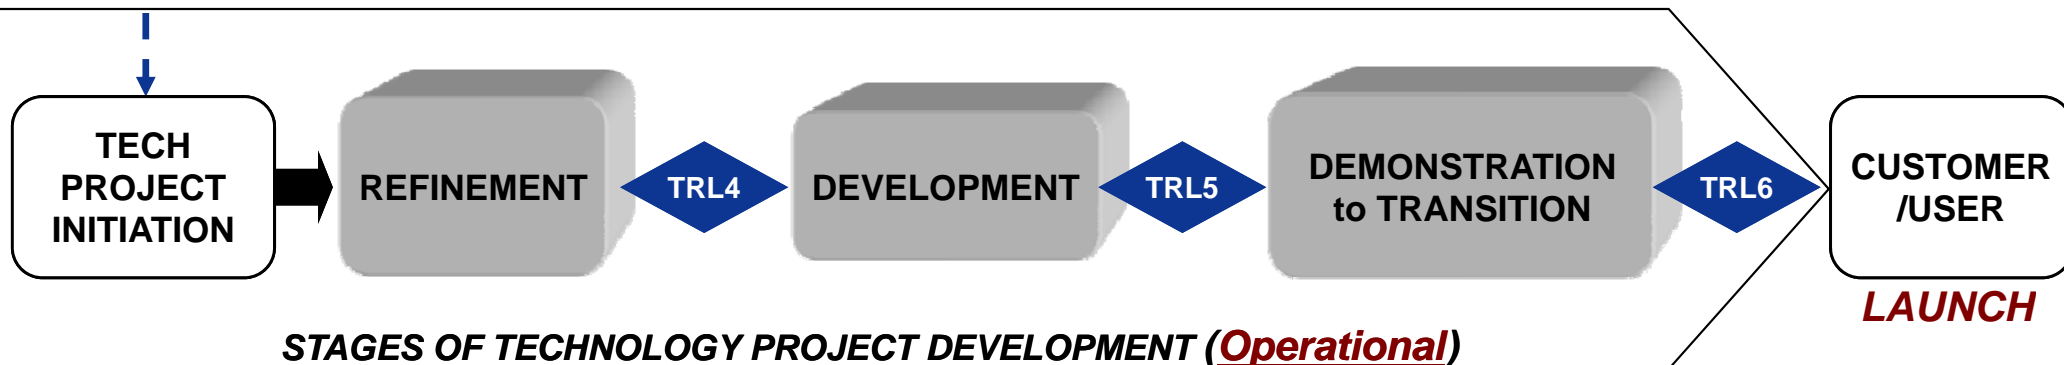 TECH
PROJECT
INITIATION
REFINEMENT
TRL4
DEVELOPMENT
TRL5
DEMONSTRATION
to TRANSITION
TRL6
CUSTOMER
/USER
LAUNCH
STAGES OF TECHNOLOGY PROJECT DEVELOPMENT (Operational)